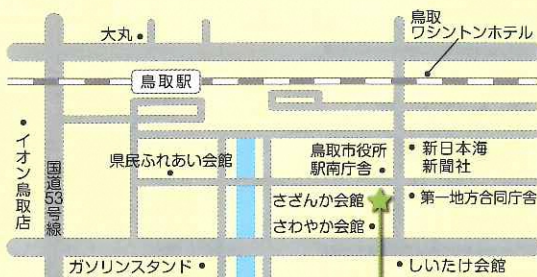 大丸
鳥取
ワシントンホテル
鳥取駅
イオン鳥取店
国道53号線
県民ふれあい会館
鳥取市役所
駅南庁舎
新日本海
新聞社
さざんか会館
第一地方合同庁舎
さわやか会館
ガソリンスタンド
しいたけ会館